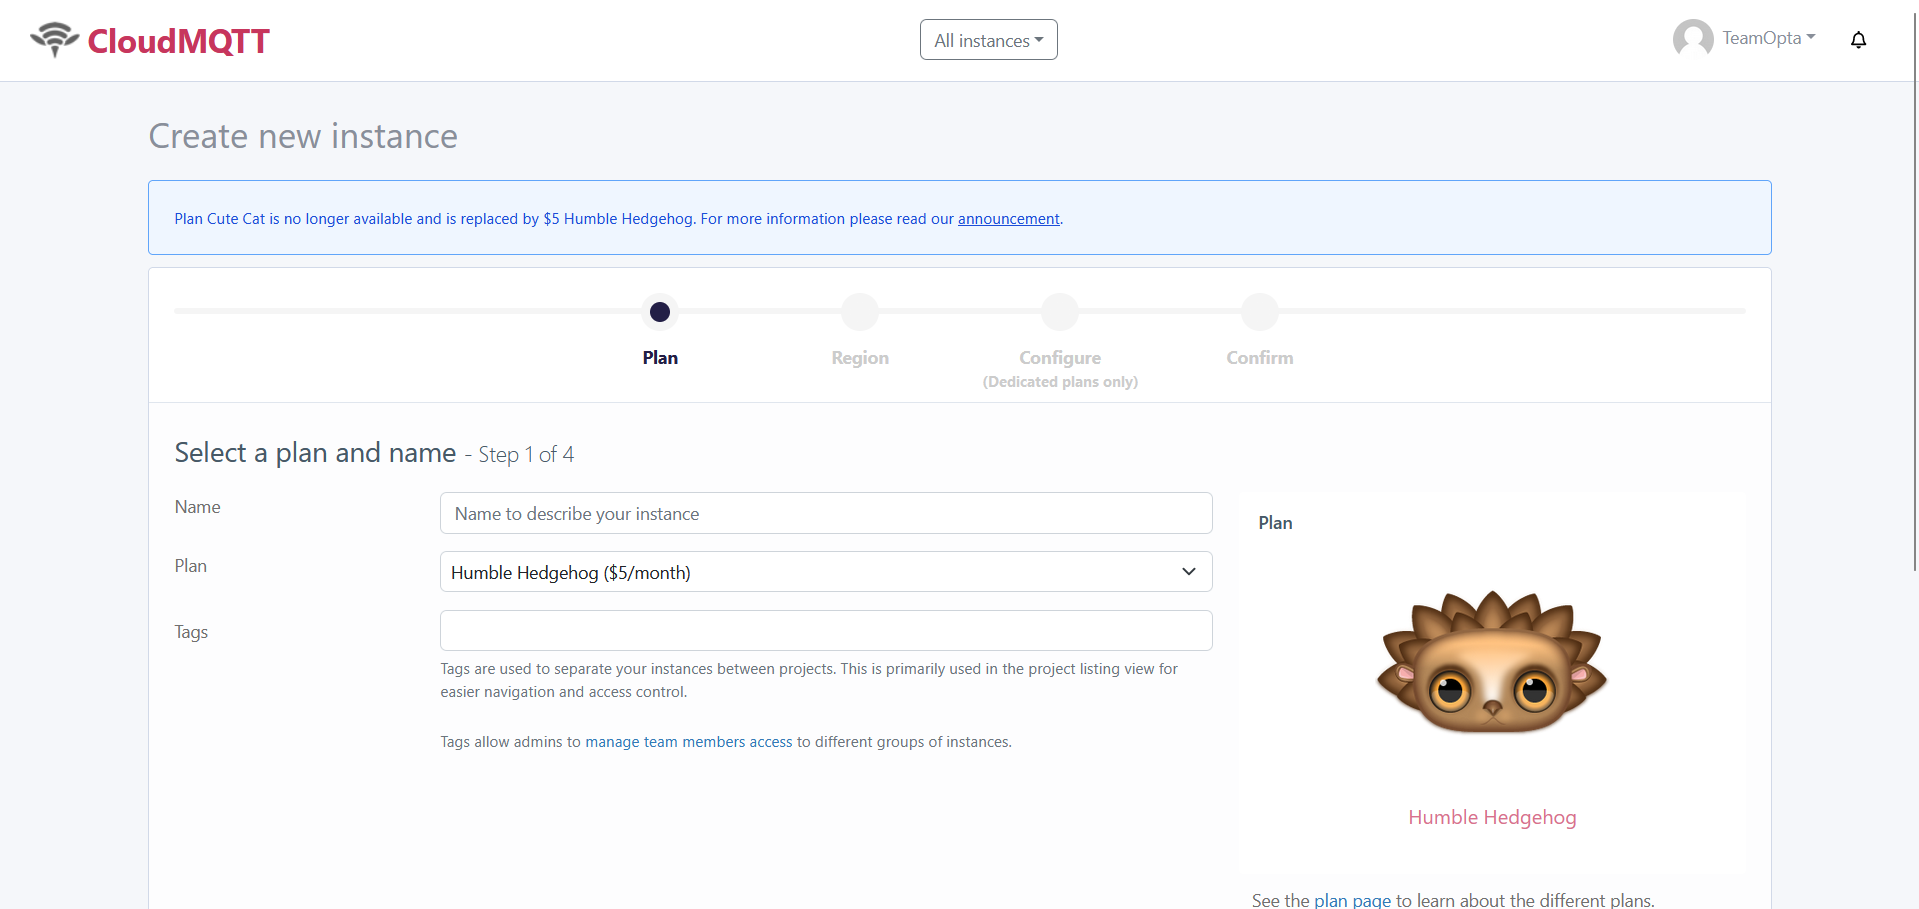 CloudMQTT
All instances
TeamOpta
Create new instance
Plan Cute Cat is no longer available and is replaced by $5 Humble Hedgehog. For more information please read our announcement.
Plan
Region
Configure
(Dedicated plans only)
Confirm
Select a plan and name - Step 1 of 4
Name
Name to describe your instance
Plan
Humble Hedgehog ($5/month)
Tags
Tags are used to separate your instances between projects. This is primarily used in the project listing view for
easier navigation and access control.
Tags allow admins to manage team members access to different groups of instances.
Plan
Humble Hedgehog
See the plan page to learn about the different plans.